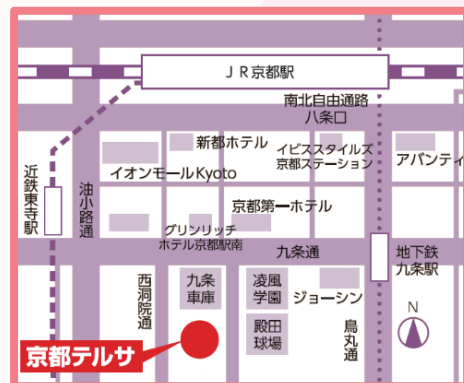 JR京都駅
南北自由通路
八条口
新都ホテル
イビススタイルズ
京都ステーション
アバンティ
イオンモールKyoto
近鉄東寺駅
油小路通
京都第一ホテル
グリンリッチ
ホテル京都駅南
九条通
地下鉄
九条駅
西洞院通
九条
車庫
凌風
学園
ジョーシン
殿田
球場
烏丸通
N
京都テルサ